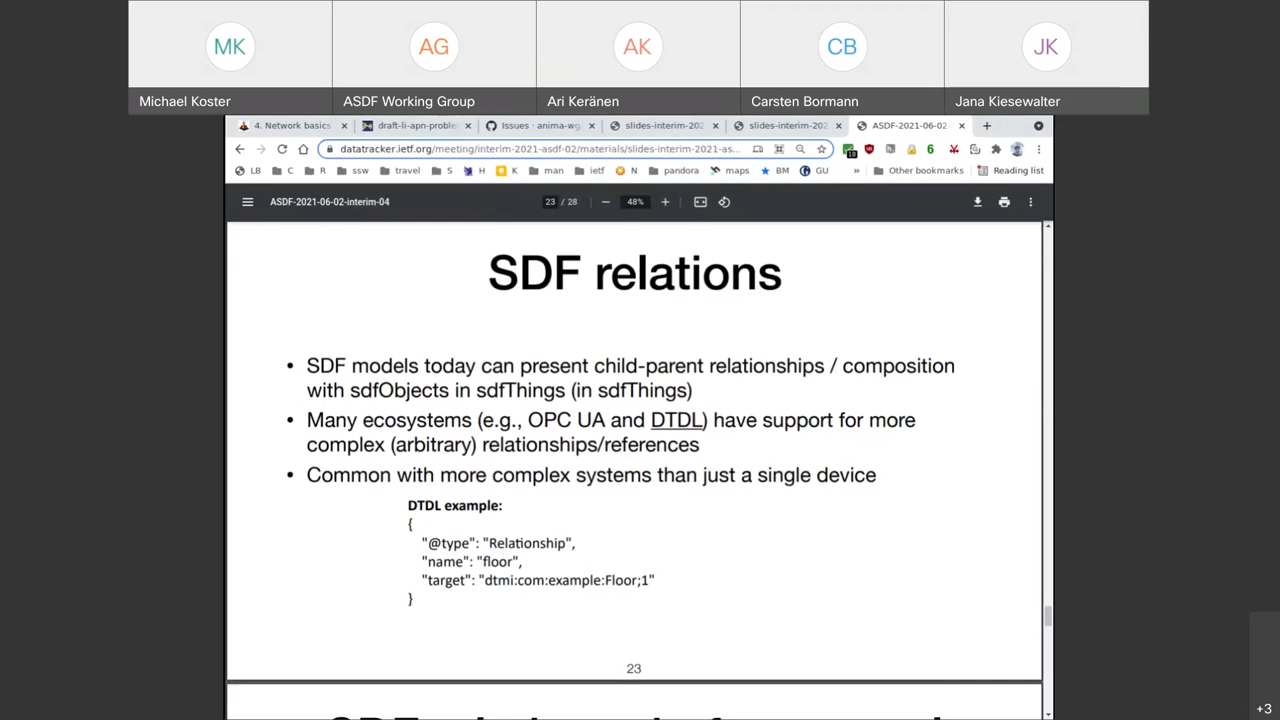 MK
AG
AK
CB
JK
Michael Koster
ASDF Working Group
Ari Keränen
Carsten Bormann
Jana Kiesewalter
4. Network basics
draft-li-apn-proble
Issues · anima-wg
slides-interim-202
slides-interim-202
ASDF-2021-06-02-
datatracker.ietf.org/meeting/interim-2021-asdf-02/materials/slides-interim-2021-as...
18
6
LB
C
R
ssw
travel
S
H
K
man
ietf
N
pandora
maps
BM
GU
»
Other bookmarks
Reading list
ASDF-2021-06-02-interim-04
23 / 28
48%
SDF relations
• SDF models today can present child-parent relationships / composition
with sdfObjects in sdfThings (in sdfThings)
• Many ecosystems (e.g., OPC UA and DTDL) have support for more
complex (arbitrary) relationships/references
• Common with more complex systems than just a single device
DTDL example:
{
"@type": "Relationship",
"name": "floor",
"target": "dtmi:com:example:Floor;1"
}
23
+3